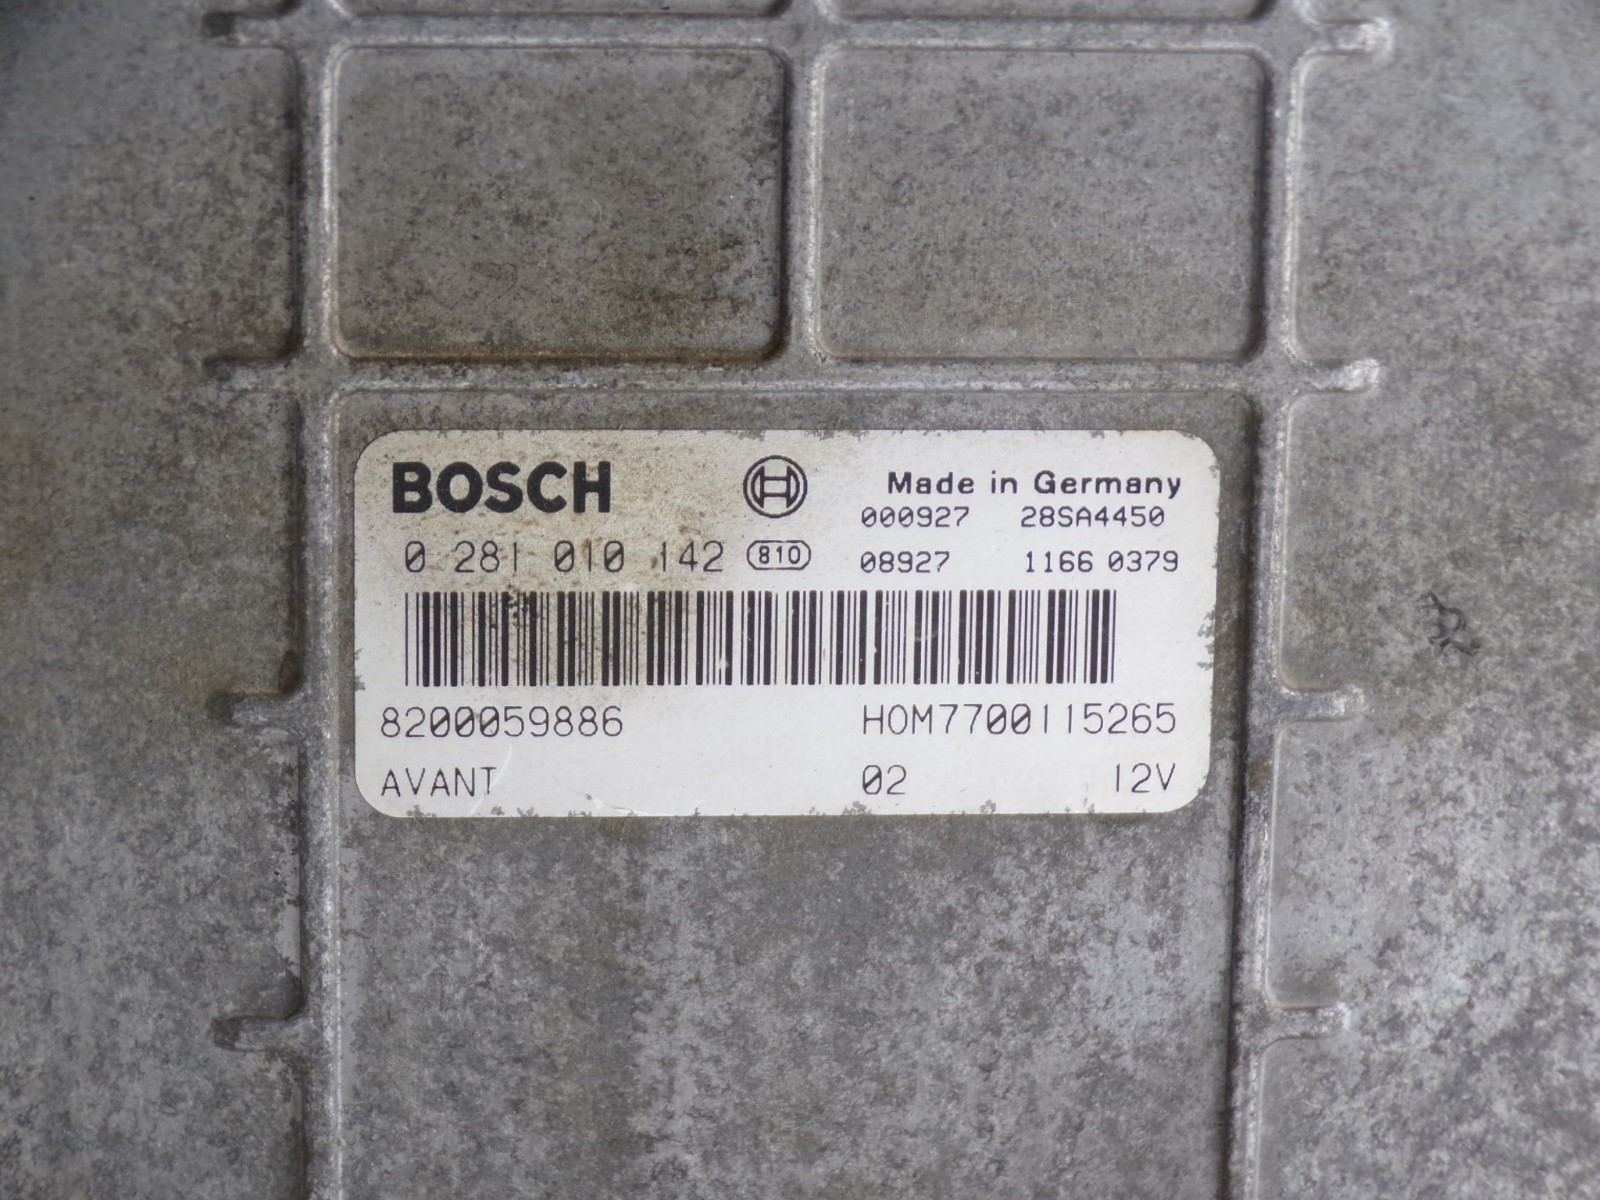 BOSCH Made in Germany
000927 28SA4450
0 281 010 142 810 08927 1166 0379
8200059886 HOM7700115265
AVANT 02 12V